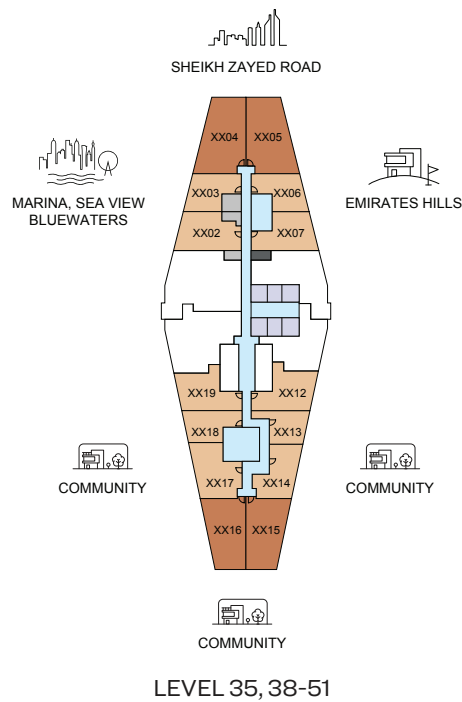 SHEIKH ZAYED ROAD
XX04
XX05
MARINA, SEA VIEW
BLUEWATERS
XX03
XX06
EMIRATES HILLS
XX02
XX07
XX19
XX12
XX18
XX13
COMMUNITY
XX17
XX14
COMMUNITY
XX16
XX15
COMMUNITY
LEVEL 35, 38-51